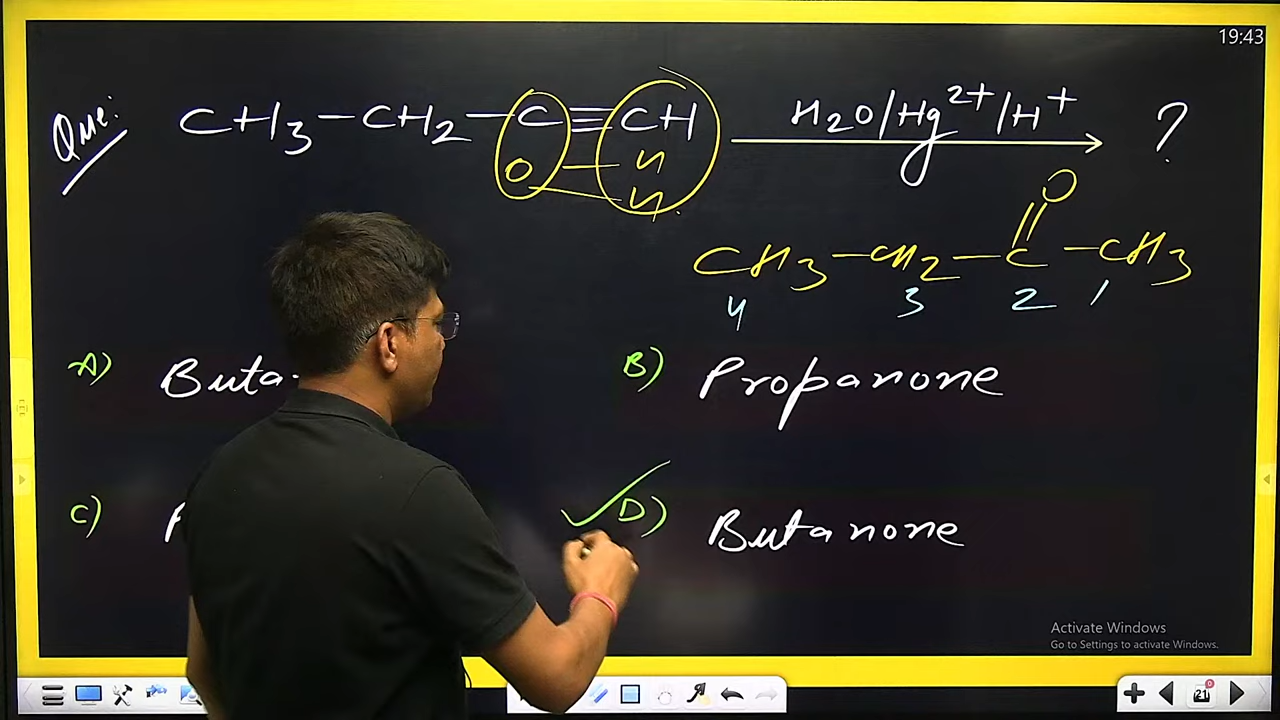 19:43
Que:
CH3-CH2-C≡CH H2O/Hg2+/H+ ?
O H
H
O
CH3-CH2-C-CH3
4 3 2 1
A) Buta B) Propanone
C) D) Butanone
Activate Windows
Go to Settings to activate Windows.
21